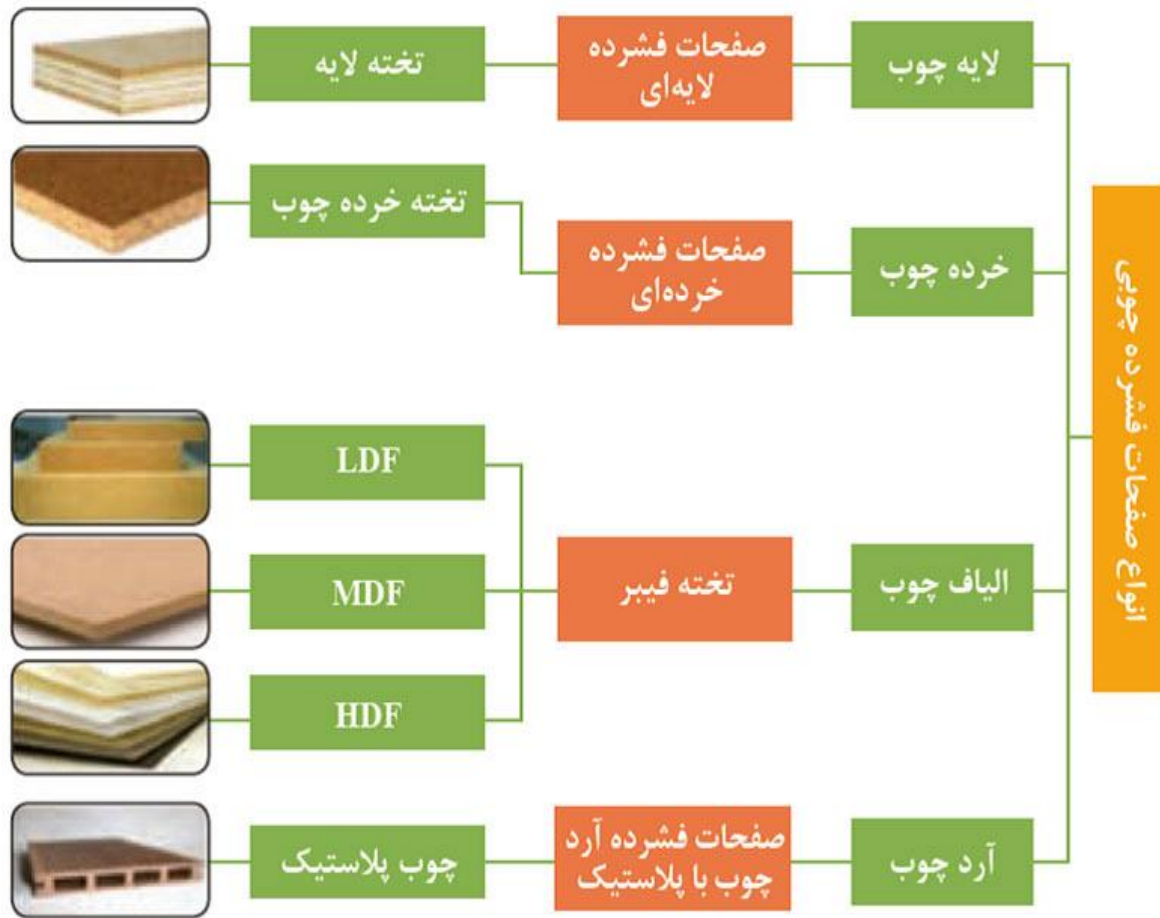 انواع صفحات فشرده چوبی
لایه چوب
صفحات فشرده
لایه‌ای
تخته لایه
خرده چوب
صفحات فشرده
خرده‌ای
تخته خرده چوب
الیاف چوب
تخته فیبر
LDF
MDF
HDF
آرد چوب
صفحات فشرده آرد
چوب با پلاستیک
چوب پلاستیک